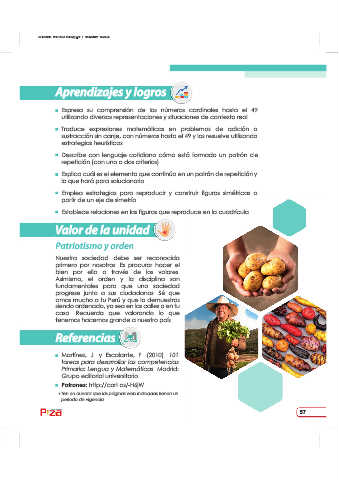 Aprendizajes y logros
Expresa su comprensión de los números cardinales hasta el 49
utilizando diversas representaciones y situaciones de contexto real
Traduce expresiones matemáticas en problemas de adición o
sustracción sin canje, con números hasta el 49 y los resuelve utilizando
estrategias heurísticas
Describe con lenguaje cotidiano cómo está formado un patrón de
repetición (con uno o dos criterios)
Explica cuál es el elemento que continúa en un patrón de repetición y
lo que hará para solucionarlo
Emplea estrategias para reproducir y construir figuras simétricas a
partir de un eje de simetría
Establece relaciones en las figuras que reproduce en la cuadrícula
Valor de la unidad
Patriotismo y orden
Nuestra sociedad debe ser reconocida
primero por nosotros. Es procurar hacer el
bien por ella a través de los valores.
Asimismo, el orden y la disciplina son
fundamentales para que una sociedad
progrese junto a sus ciudadanos. Sé que
amas mucho a tu Perú y que lo demuestras
siendo ordenado, ya sea en las calles o en tu
casa. Recuerda que valorando lo que
tenemos hacemos grande a nuestro país
Referencias
Martínez, J. y Escalante, F. (2010). 101
tareas para desarrollar las competencias
Primaria: Lengua y Matemáticas. Madrid:
Grupo editorial universitario
Patrones:
periodo de vigencia
57